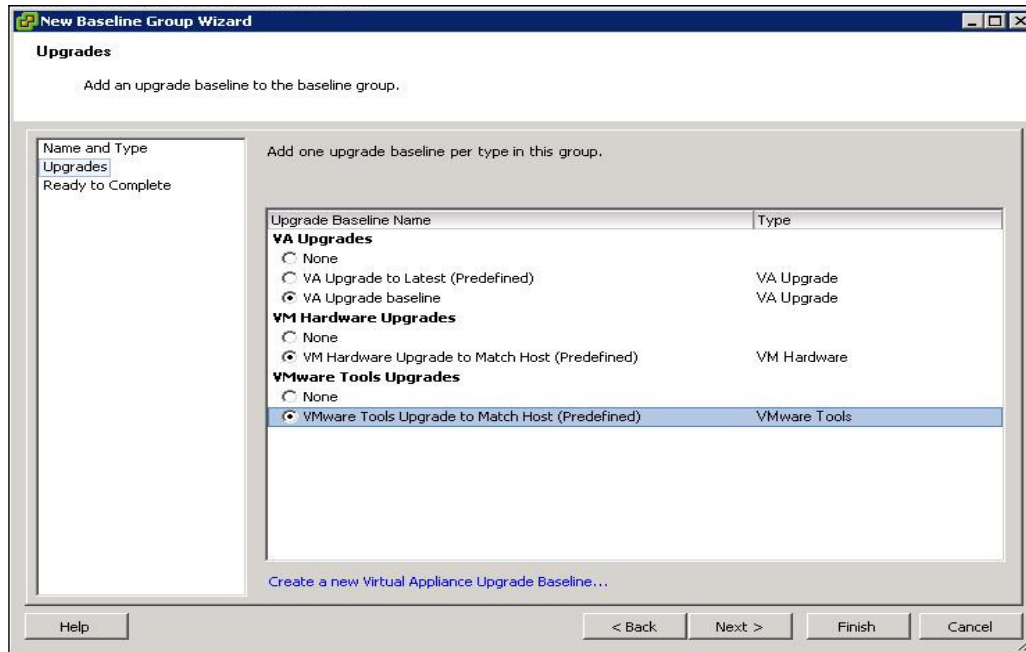 New Baseline Group Wizard
Upgrades
Add an upgrade baseline to the baseline group.
Name and Type
Upgrades
Ready to Complete
Add one upgrade baseline per type in this group.
Upgrade Baseline Name Type
VA Upgrades
None
VA Upgrade to Latest (Predefined) VA Upgrade
VA Upgrade baseline VA Upgrade
VM Hardware Upgrades
None
VM Hardware Upgrade to Match Host (Predefined) VM Hardware
VMware Tools Upgrades
None
VMware Tools Upgrade to Match Host (Predefined) VMware Tools
Create a new Virtual Appliance Upgrade Baseline...
Help < Back Next > Finish Cancel